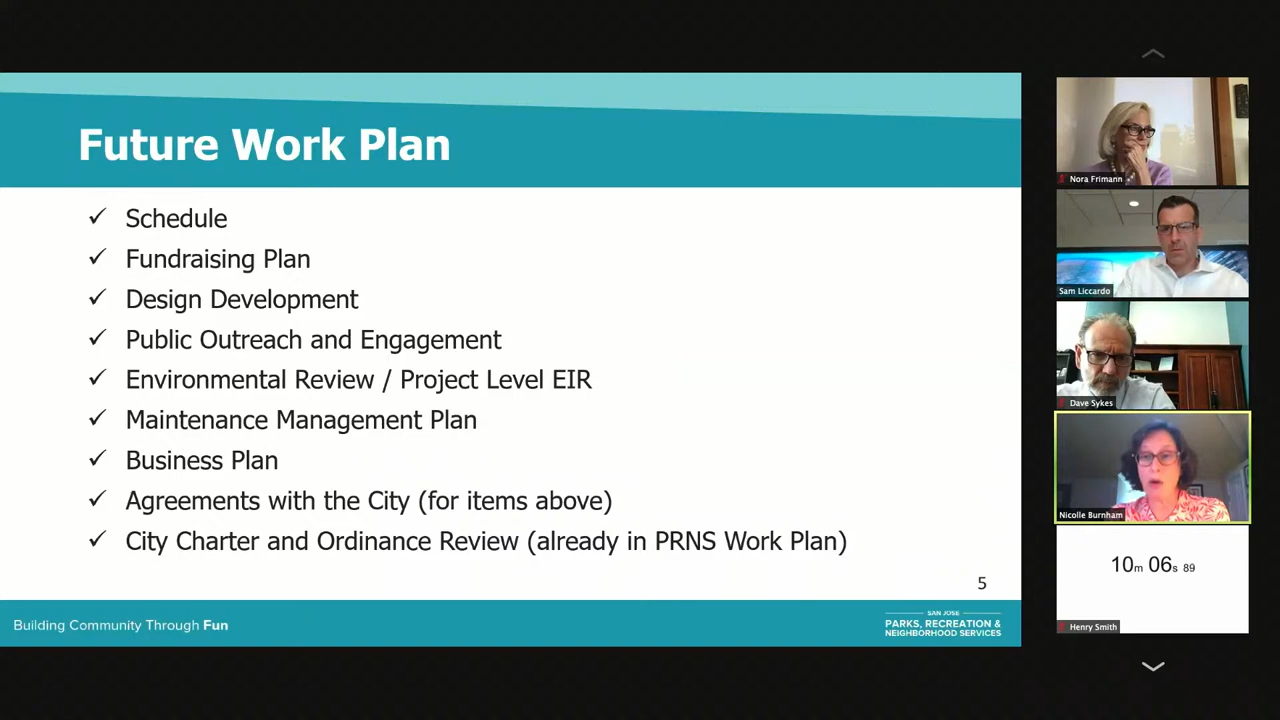 Future Work Plan
✓ Schedule
✓ Fundraising Plan
✓ Design Development
✓ Public Outreach and Engagement
✓ Environmental Review / Project Level EIR
✓ Maintenance Management Plan
✓ Business Plan
✓ Agreements with the City (for items above)
✓ City Charter and Ordinance Review (already in PRNS Work Plan)
5
Building Community Through Fun
SAN JOSE
PARKS, RECREATION &
NEIGHBORHOOD SERVICES
Nora Frimann
Sam Liccardo
Dave Sykes
Nicolle Burnham
10m 06s 89
Henry Smith